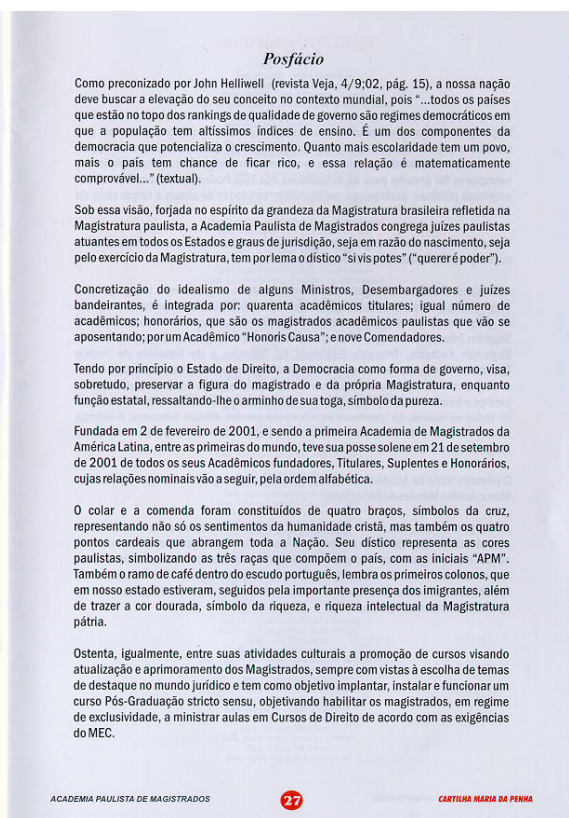 Posfácio
Como preconizado por John Helliwell (revista Veja, 4/9;02, pág. 15), a nossa nação
deve buscar a elevação do seu conceito no contexto mundial, pois “...todos os países
que estão no topo dos rankings de qualidade de governo são regimes democráticos em
que a população tem altíssimos índices de ensino. É um dos componentes da
democracia que potencializa o crescimento. Quanto mais escolaridade tem um povo,
mais o país tem chance de ficar rico, e essa relação é matematicamente
comprovável...” (textual).
Sob essa visão, forjada no espírito da grandeza da Magistratura brasileira refletida na
Magistratura paulista, a Academia Paulista de Magistrados congrega juízes paulistas
atuantes em todos os Estados e graus de jurisdição, seja em razão do nascimento, seja
pelo exercício da Magistratura, tem por lema o dístico “si vis potes” (“querer é poder”).
Concretização do idealismo de alguns Ministros, Desembargadores e juízes
bandeirantes, é integrada por: quarenta acadêmicos titulares; igual número de
acadêmicos; honorários, que são os magistrados acadêmicos paulistas que vão se
aposentando; por um Acadêmico “Honoris Causa”; e nove Comendadores.
Tendo por princípio o Estado de Direito, a Democracia como forma de governo, visa,
sobretudo, preservar a figura do magistrado e da própria Magistratura, enquanto
função estatal, ressaltando-lhe o arminho de sua toga, símbolo da pureza.
Fundada em 2 de fevereiro de 2001, e sendo a primeira Academia de Magistrados da
América Latina, entre as primeiras do mundo, teve sua posse solene em 21 de setembro
de 2001 de todos os seus Acadêmicos fundadores, Titulares, Suplentes e Honorários,
cujas relações nominais vão a seguir, pela ordem alfabética.
O colar e a comenda foram constituídos de quatro braços, símbolos da cruz,
representando não só os sentimentos da humanidade cristã, mas também os quatro
pontos cardeais que abrangem toda a Nação. Seu dístico representa as cores
paulistas, simbolizando as três raças que compõem o país, com as iniciais “APM”.
Também o ramo de café dentro do escudo português, lembra os primeiros colonos, que
em nosso estado estiveram, seguidos pela importante presença dos imigrantes, além
de trazer a cor dourada, símbolo da riqueza, e riqueza intelectual da Magistratura
pátria.
Ostenta, igualmente, entre suas atividades culturais a promoção de cursos visando
atualização e aprimoramento dos Magistrados, sempre com vistas à escolha de temas
de destaque no mundo jurídico e tem como objetivo implantar, instalar e funcionar um
curso Pós-Graduação stricto sensu, objetivando habilitar os magistrados, em regime
de exclusividade, a ministrar aulas em Cursos de Direito de acordo com as exigências
do MEC.
ACADEMIA PAULISTA DE MAGISTRADOS
27
CARTILHA MARIA DA PENHA